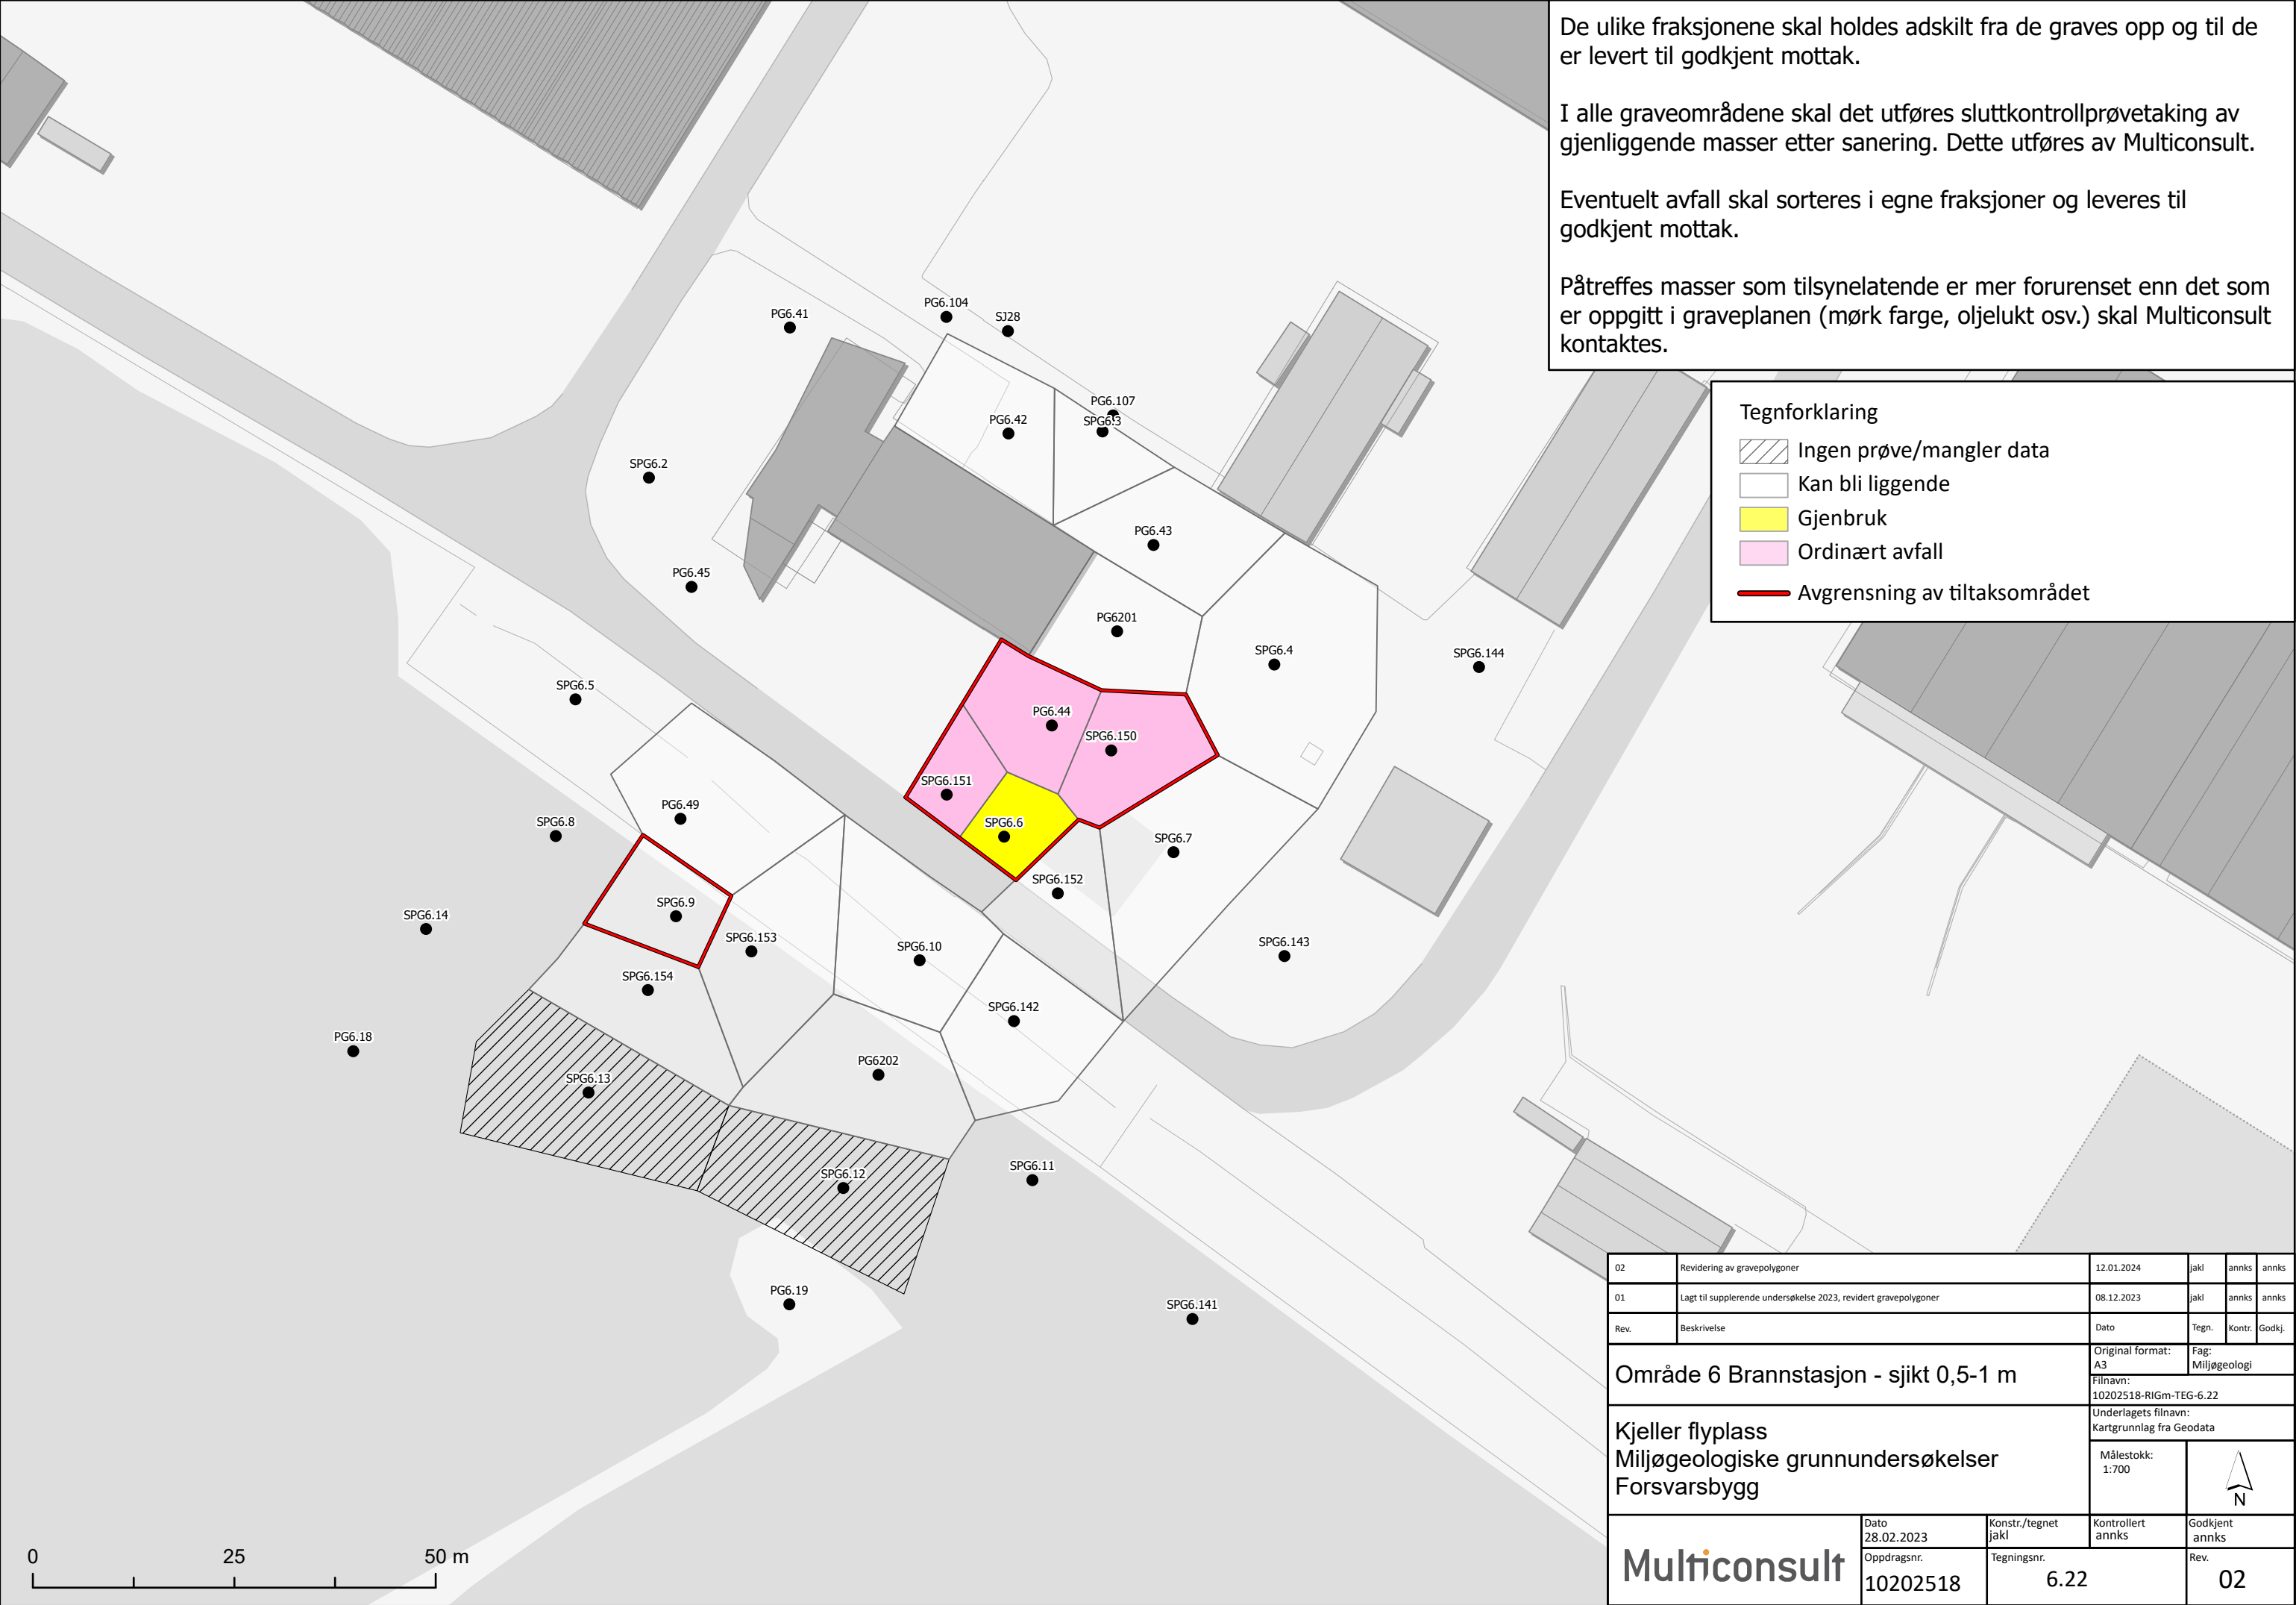 De ulike fraksjonene skal holdes adskilt fra de graves opp og til de
er levert til godkjent mottak.
I alle graveområdene skal det utføres sluttkontrollprøvetaking av
gjenliggende masser etter sanering. Dette utføres av Multiconsult.
Eventuelt avfall skal sorteres i egne fraksjoner og leveres til
godkjent mottak.
Påtreffes masser som tilsynelatende er mer forurenset enn det som
er oppgitt i graveplanen (mørk farge, oljelukt osv.) skal Multiconsult
kontaktes.
Tegnforklaring
Ingen prøve/mangler data
Kan bli liggende
Gjenbruk
Ordinært avfall
Avgrensning av tiltaksområdet
PG6.104
SJ28
PG6.41
PG6.107
PG6.42
SPG6.3
SPG6.2
PG6.43
PG6.45
PG6201
SPG6.4
SPG6.144
SPG6.5
PG6.44
SPG6.150
SPG6.151
PG6.49
SPG6.8
SPG6.6
SPG6.7
SPG6.152
SPG6.9
SPG6.14
SPG6.153
SPG6.10
SPG6.143
SPG6.154
SPG6.142
PG6.18
PG6202
SPG6.13
SPG6.12
SPG6.11
PG6.19
SPG6.141
0 25 50 m
02 Revidering av gravepolygoner 12.01.2024 jakl annks annks
01 Lagt til supplerende undersøkelse 2023, revidert gravepolygoner 08.12.2023 jakl annks annks
Rev. Beskrivelse Dato Tegn. Kontr. Godkj.
Område 6 Brannstasjon - sjikt 0,5-1 m
Original format:
A3
Fag:
Miljøgeologi
Filnavn:
10202518-RIGm-TEG-6.22
Kjeller flyplass
Miljøgeologiske grunnundersøkelser
Forsvarsbygg
Underlagets filnavn:
Kartgrunnlag fra Geodata
Målestokk:
1:700
N
Multiconsult
Dato
28.02.2023
Konstr./tegnet
jakl
Kontrollert
annks
Godkjent
annks
Oppdragsnr.
10202518
Tegningsnr.
6.22
Rev.
02